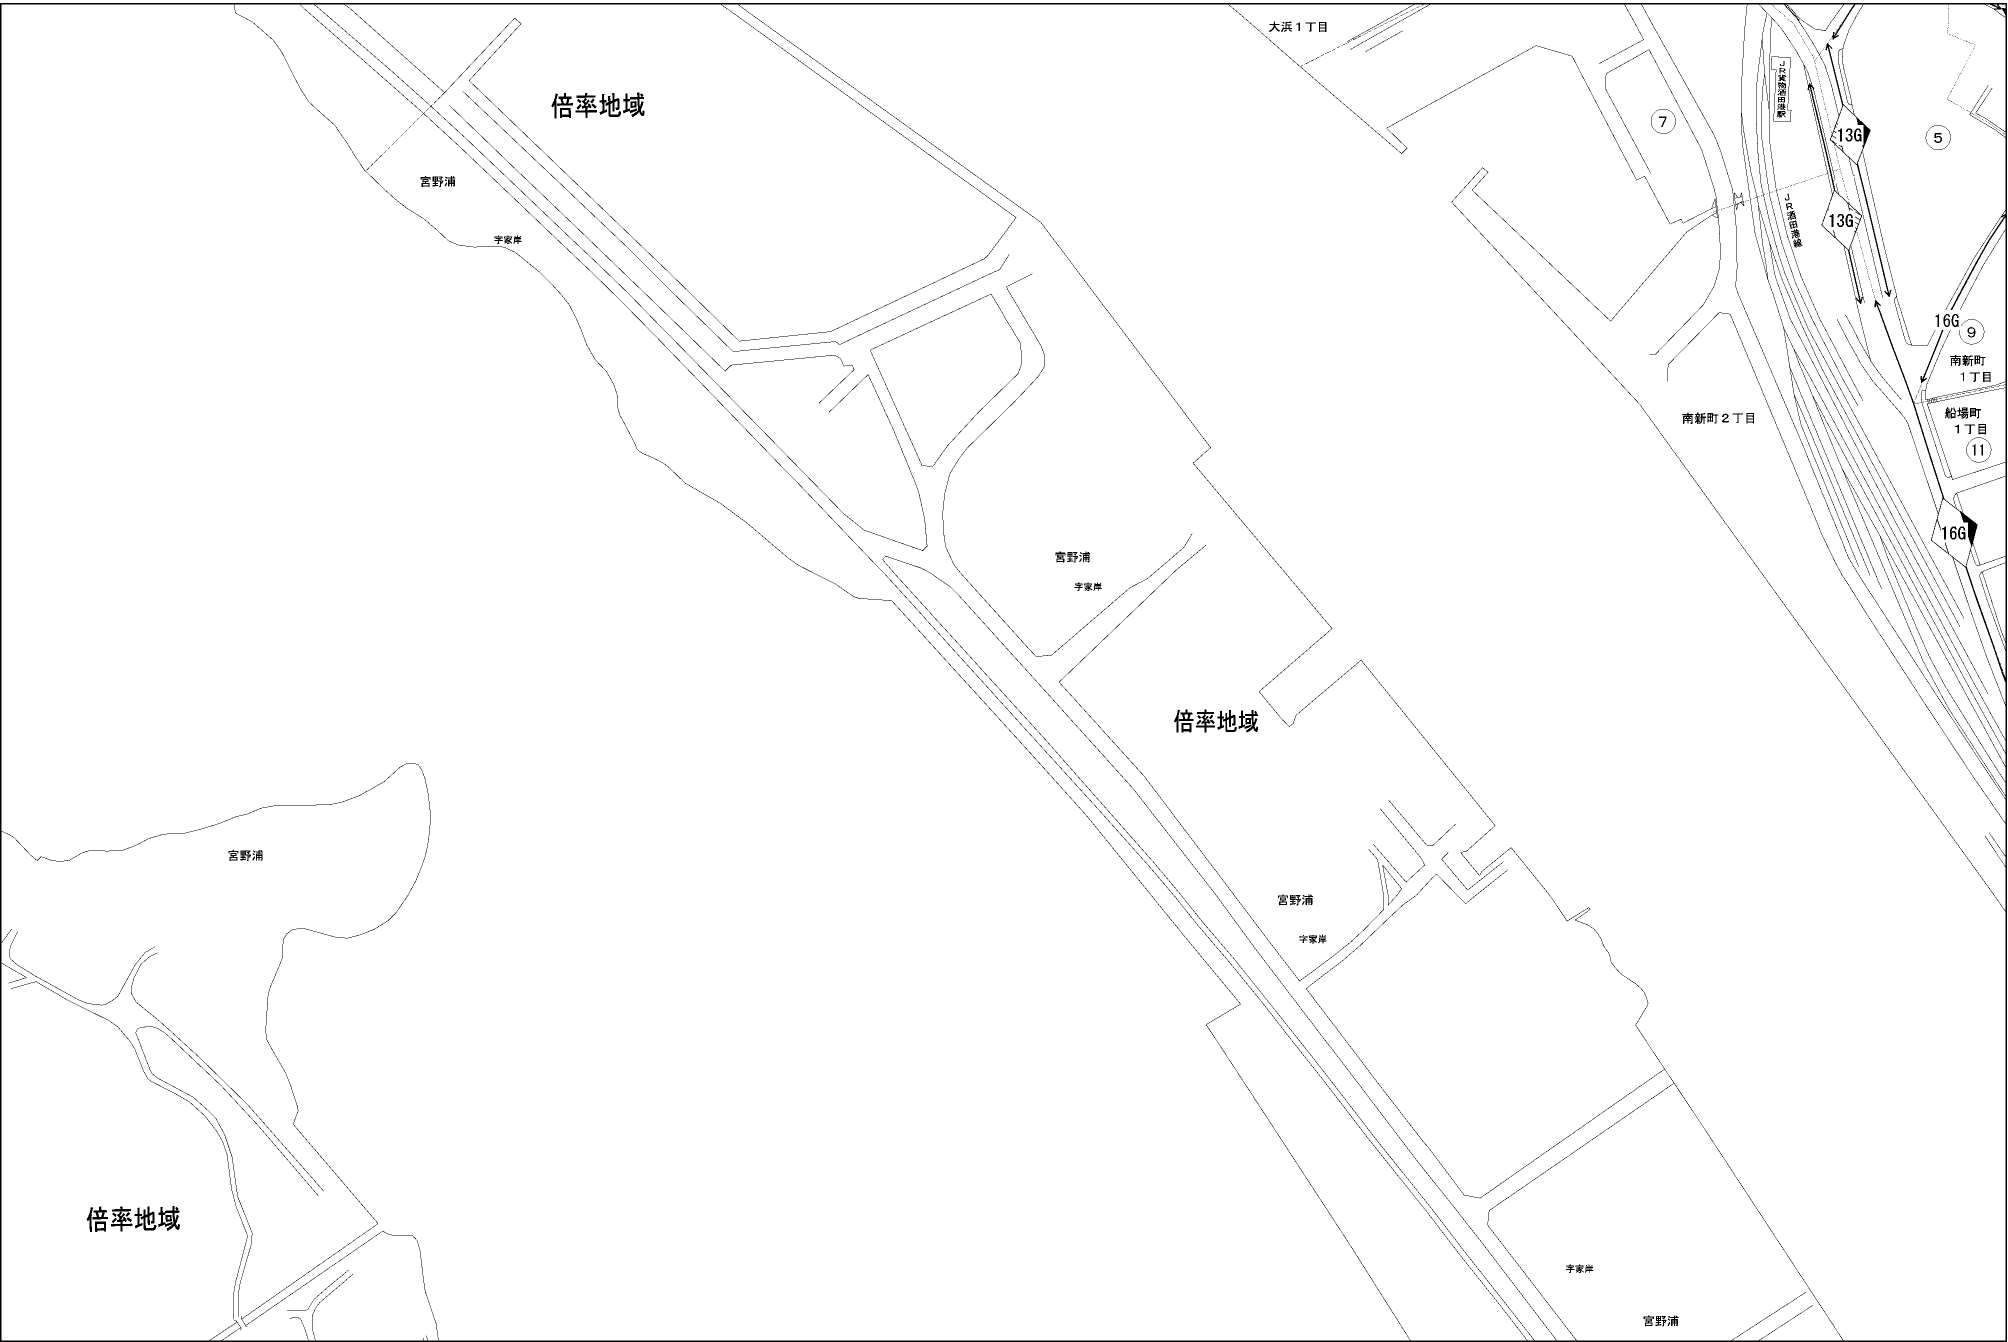 大浜１丁目
倍率地域
ＪＲ貨物酒田港駅
⑦
13G
⑤
宮野浦
ＪＲ酒田港線
13G
字家岸
16G
⑨
南新町
１丁目
船場町
１丁目
南新町２丁目
⑪
16G
宮野浦
字家岸
倍率地域
宮野浦
宮野浦
字家岸
倍率地域
字家岸
宮野浦